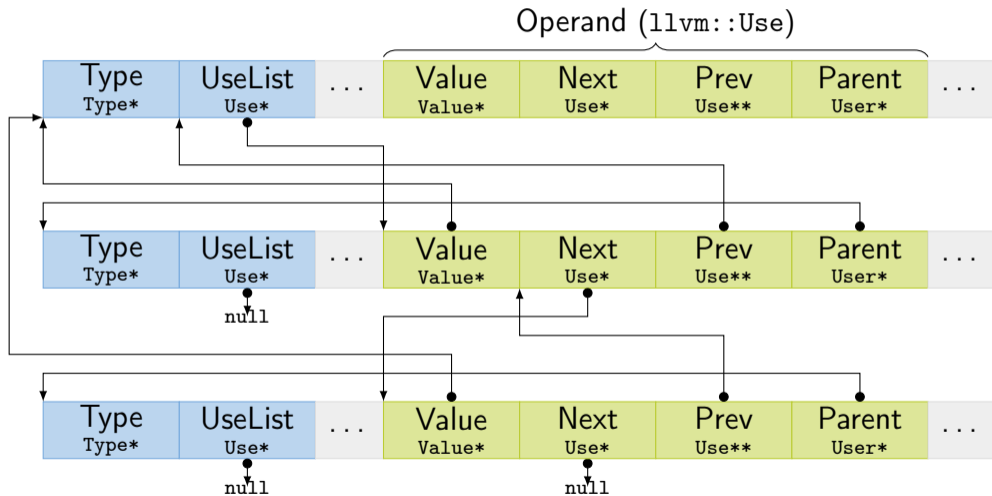 Operand (llvm::Use)
Type UseList ... Value Next Prev Parent ...
Type* Use* Value* Use* Use** User*
Type UseList ... Value Next Prev Parent ...
Type* Use* Value* Use* Use** User*
null
Type UseList ... Value Next Prev Parent ...
Type* Use* Value* Use* Use** User*
null null